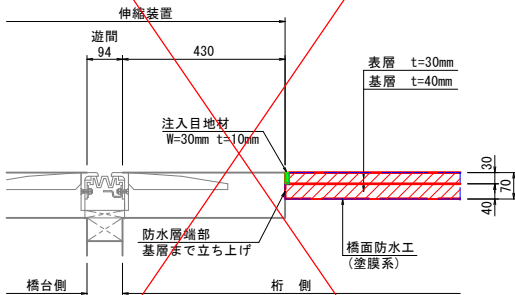 伸縮装置
遊間
94
430
表層 t=30mm
基層 t=40mm
注入目地材
W=30mm t=10mm
30
70
40
防水層端部
基層まで立ち上げ
橋面防水工
(塗膜系)
橋台側
桁 側